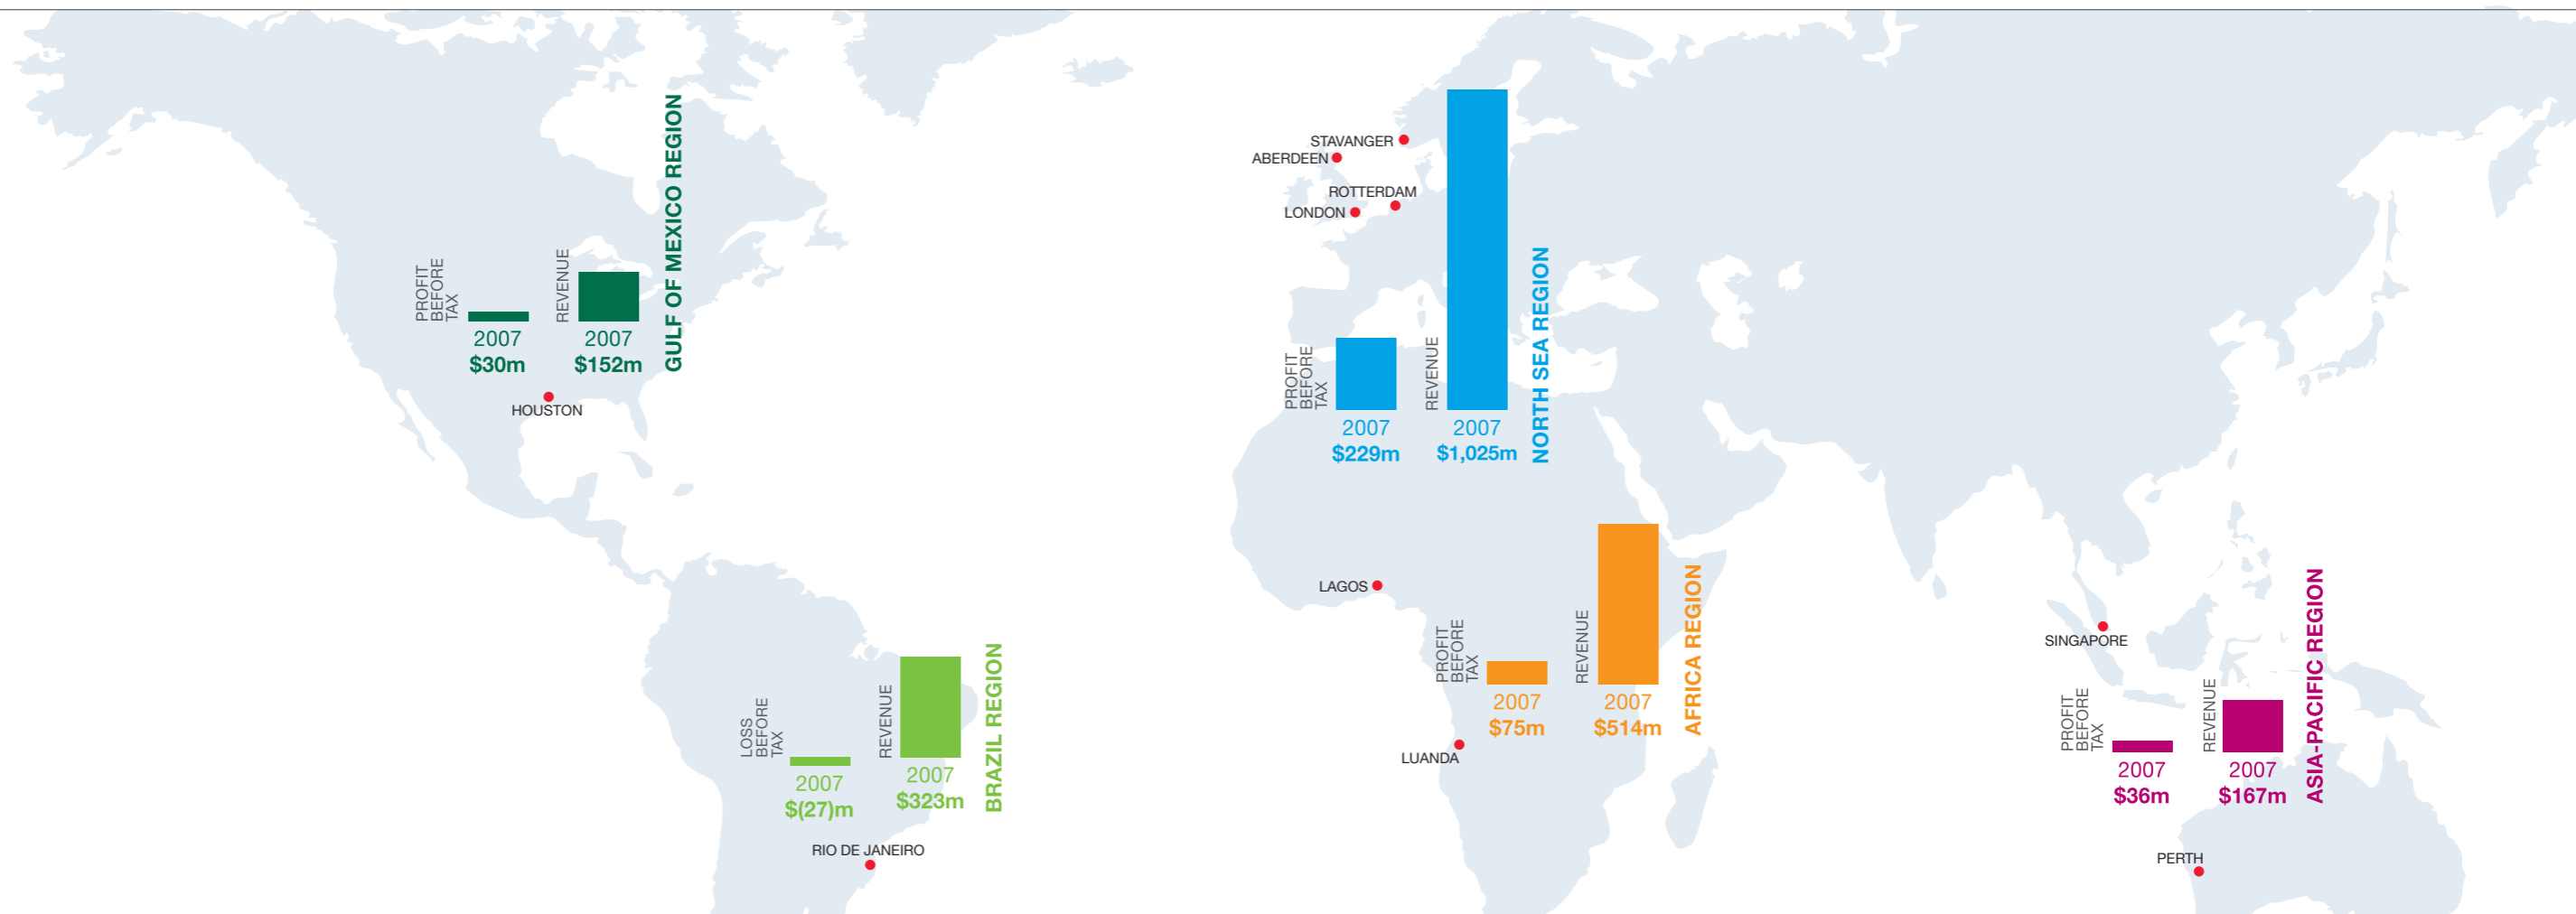 PROFIT
BEFORE
TAX
2007
$30m
REVENUE
2007
$152m
GULF OF MEXICO REGION
HOUSTON
LOSS
BEFORE
TAX
2007
$(27)m
REVENUE
2007
$323m
BRAZIL REGION
RIO DE JANEIRO
STAVANGER
ABERDEEN
ROTTERDAM
LONDON
PROFIT
BEFORE
TAX
2007
$229m
REVENUE
2007
$1,025m
NORTH SEA REGION
LAGOS
PROFIT
BEFORE
TAX
2007
$75m
REVENUE
2007
$514m
AFRICA REGION
LUANDA
SINGAPORE
PROFIT
BEFORE
TAX
2007
$36m
REVENUE
2007
$167m
ASIA-PACIFIC REGION
PERTH